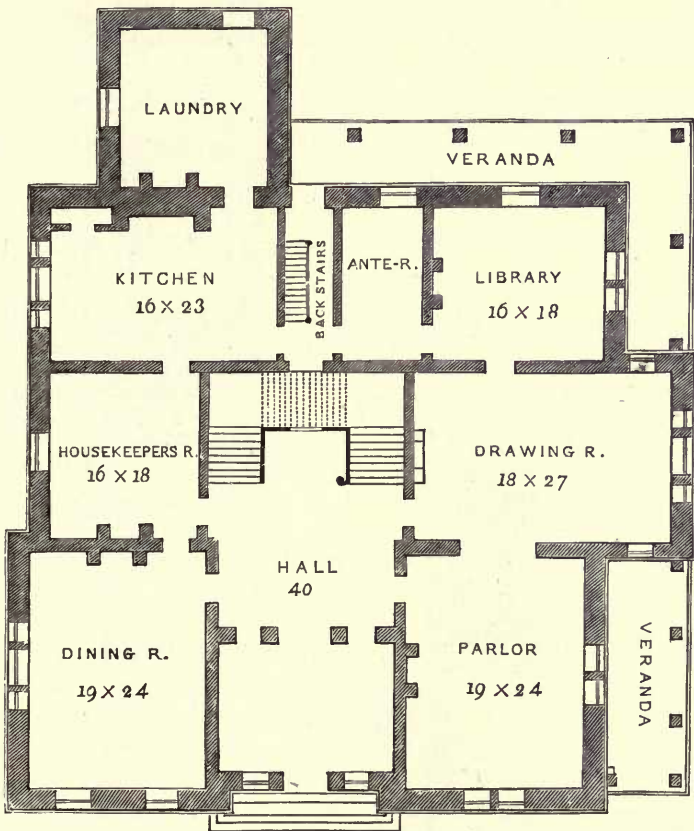 LAUNDRY
VERANDA
KITCHEN
16 X 23
BACK STAIRS
ANTE-R.
LIBRARY
16 X 18
HOUSEKEEPERS R.
16 X 18
DRAWING R.
18 X 27
HALL
40
DINING R.
19 X 24
PARLOR
19 X 24
VERANDA